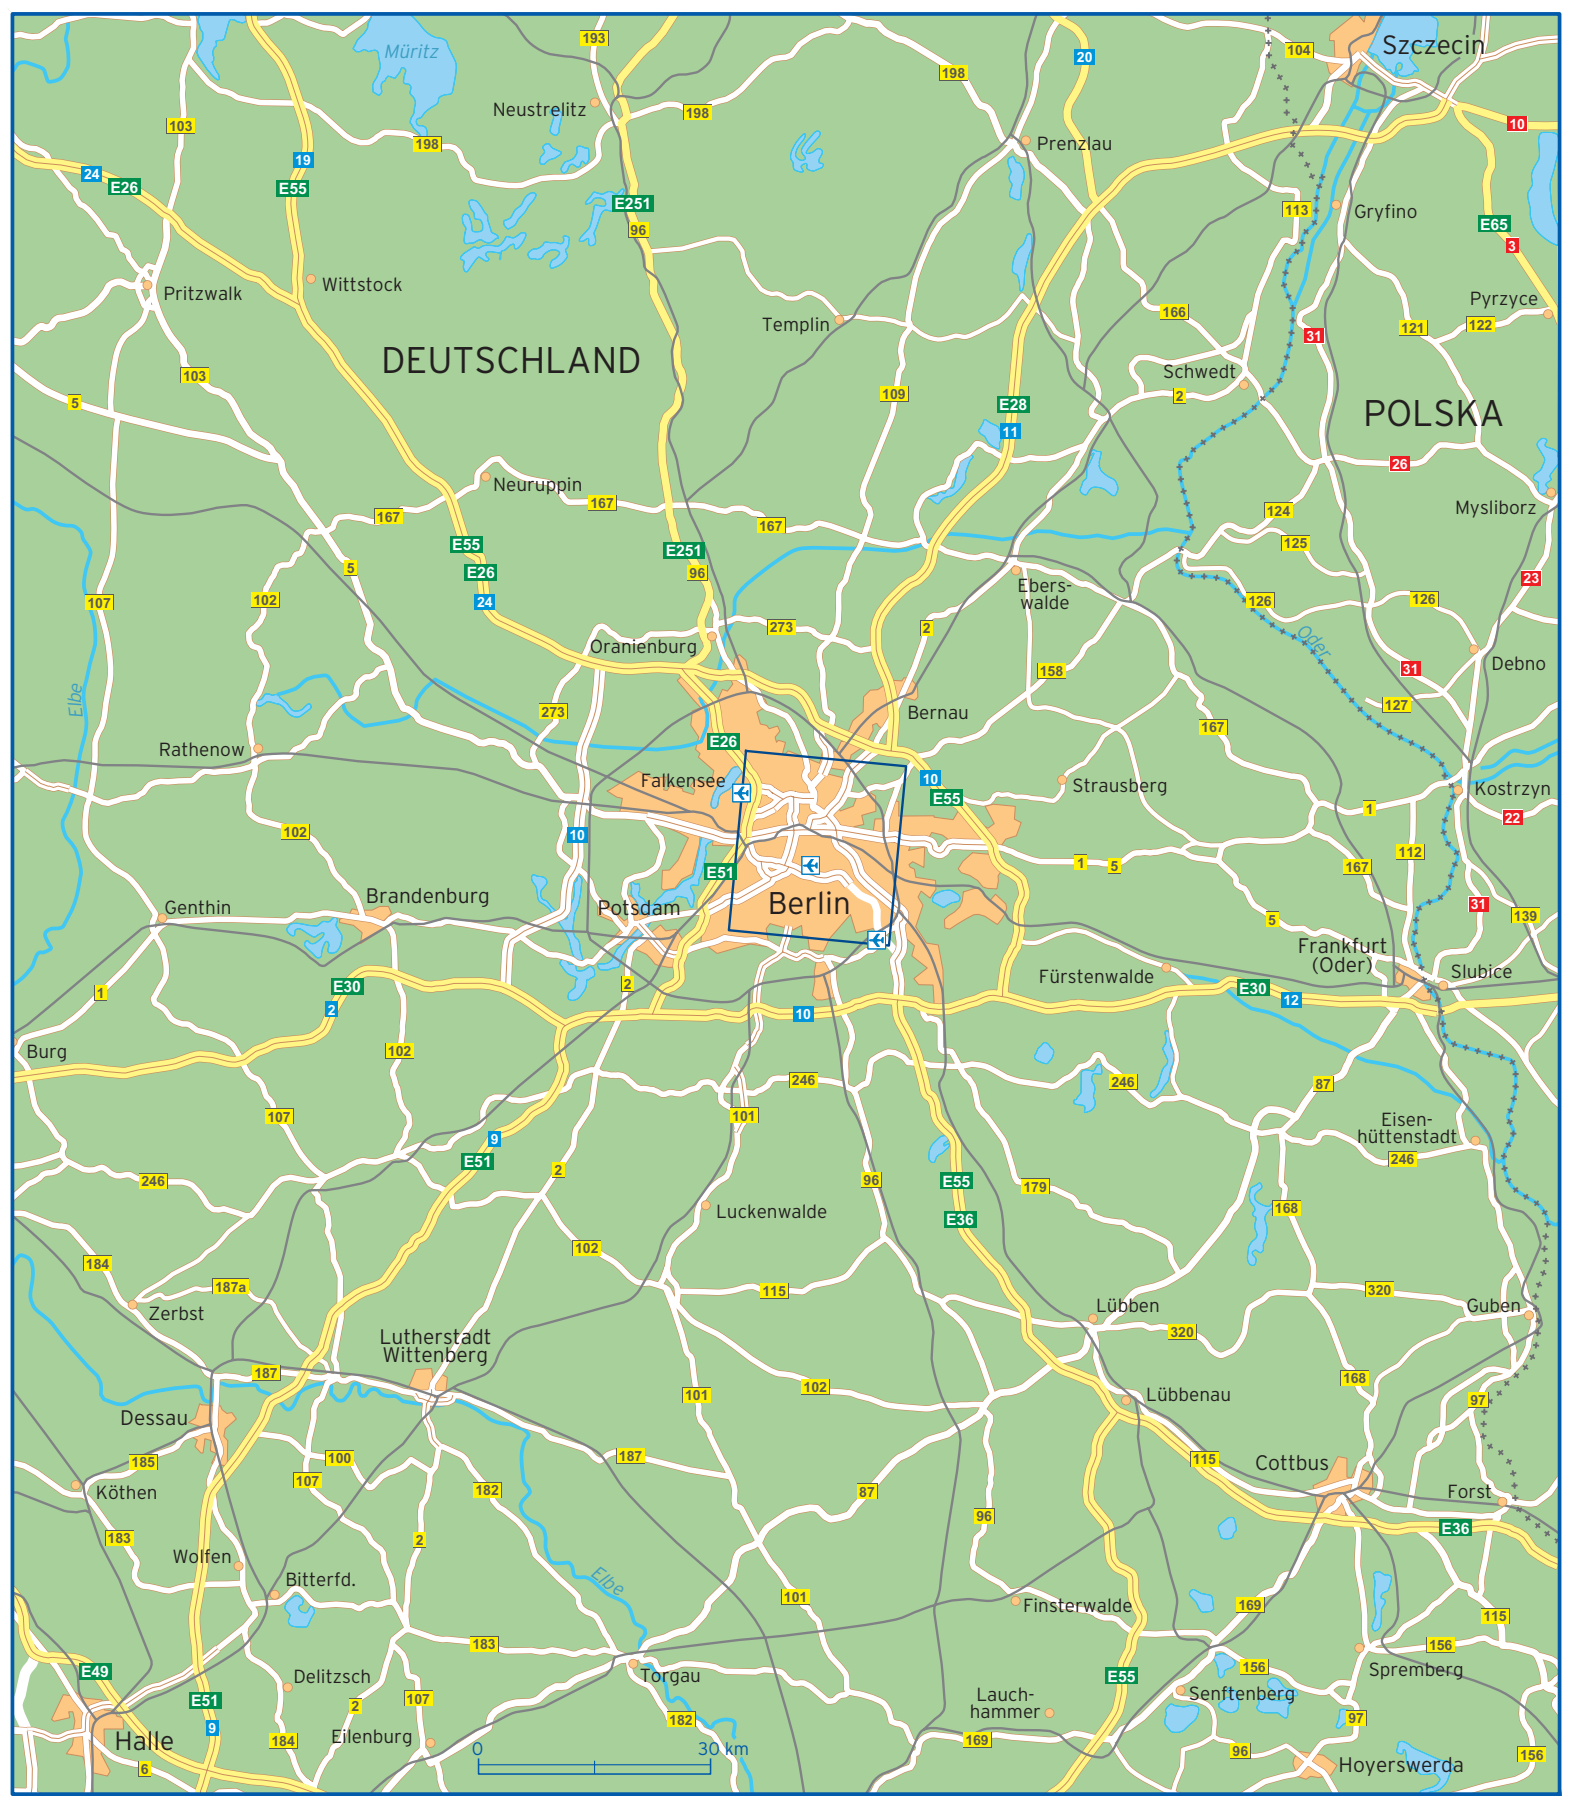 Szczecin
193
104
Müritz
20
198
Neustrelitz
198
103
10
198
Prenzlau
19
24
E26
E55
E251
113
Gryfino
96
E65
3
Wittstock
Pritzwalk
Pyrzyce
166
Templin
121
122
31
DEUTSCHLAND
103
Schwedt
109
2
5
E28
POLSKA
11
26
Neuruppin
167
Mysliborz
124
167
167
E55
125
E251
E26
5
96
23
Ebers-
walde
107
102
24
126
126
273
2
Oder
Oranienburg
Debno
158
31
Elbe
127
273
Bernau
167
E26
Rathenow
10
Falkensee
Strausberg
Kostrzyn
E55
1
22
102
10
112
1
5
167
E51
Brandenburg
Genthin
Potsdam
Berlin
31
139
5
Frankfurt
(Oder)
Slubice
Fürstenwalde
2
E30
E30
1
12
2
10
Burg
102
246
246
87
107
101
Eisen-
hüttenstadt
9
E51
246
2
246
96
E55
179
168
Luckenwalde
E36
102
184
187a
115
320
Zerbst
Lübben
Guben
320
Lutherstadt
Wittenberg
187
168
102
101
Lübbenau
97
Dessau
187
100
115
185
Cottbus
107
182
87
Köthen
Forst
96
E36
183
2
Wolfen
Bitterfd.
Elbe
101
Finsterwalde
169
115
183
156
E49
Delitzsch
Torgau
E55
156
Spremberg
Senftenberg
E51
107
2
Lauch-
hammer
9
182
97
Halle
184
Eilenburg
169
96
0
30 km
156
6
Hoyerswerda